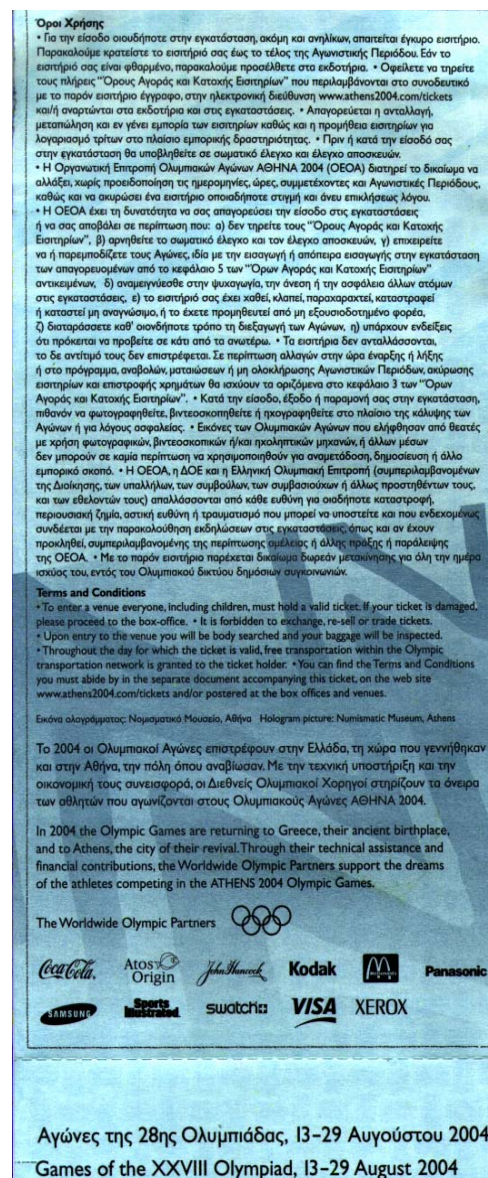 Όροι Χρήσης
• Για την είσοδο οιουδήποτε στην εγκατάσταση, ακόμη και ανηλίκων, απαιτείται έγκυρο εισιτήριο.
Παρακαλούμε κρατείστε το εισιτήριό σας έως το τέλος της Αγωνιστικής Περιόδου. Εάν το
εισιτήριό σας είναι φθαρμένο, παρακαλούμε προσέλθετε στα εκδοτήρια. • Οφείλετε να τηρείτε
τους πλήρεις "Όρους Αγοράς και Κατοχής Εισιτηρίων" που περιλαμβάνονται στο συνοδευτικό
με το παρόν εισιτήριο έγγραφο, στην ηλεκτρονική διεύθυνση www.athens2004.com/tickets
και/ή αναρτώνται στα εκδοτήρια και στις εγκαταστάσεις. • Απαγορεύεται η ανταλλαγή,
μεταπώληση και εν γένει εμπορία των εισιτηρίων καθώς και η προμήθεια εισιτηρίων για
λογαριασμό τρίτων στο πλαίσιο εμπορικής δραστηριότητας. • Πριν ή κατά την είσοδό σας
στην εγκατάσταση θα υποβληθείτε σε σωματικό έλεγχο και έλεγχο αποσκευών.
• Η Οργανωτική Επιτροπή Ολυμπιακών Αγώνων ΑΘΗΝΑ 2004 (ΟΕΟΑ) διατηρεί το δικαίωμα να
αλλάξει, χωρίς προειδοποίηση τις ημερομηνίες, ώρες, συμμετέχοντες και Αγωνιστικές Περιόδους,
καθώς και να ακυρώσει ένα εισιτήριο οποιαδήποτε στιγμή και άνευ επικλήσεως λόγου.
• Η ΟΕΟΑ έχει τη δυνατότητα να σας απαγορεύσει την είσοδο στις εγκαταστάσεις
ή να σας αποβάλει σε περίπτωση που: α) δεν τηρείτε τους "Όρους Αγοράς και Κατοχής
Εισιτηρίων", β) αρνηθείτε το σωματικό έλεγχο και τον έλεγχο αποσκευών, γ) επιχειρείτε
να ή παρεμποδίζετε τους Αγώνες, ιδία με την εισαγωγή ή απόπειρα εισαγωγής στην εγκατάσταση
των απαγορευομένων από το κεφάλαιο 5 των "Όρων Αγοράς και Κατοχής Εισιτηρίων"
αντικειμένων, δ) αναμειγνύεσθε στην ψυχαγωγία, την άνεση ή την ασφάλεια άλλων ατόμων
στις εγκαταστάσεις, ε) το εισιτήριό σας έχει χαθεί, κλαπεί, παραχαραχτεί, καταστραφεί
ή καταστεί μη αναγνώσιμο, ή το έχετε προμηθευτεί από μη εξουσιοδοτημένο φορέα,
ζ) διαταράσσετε καθ' οιονδήποτε τρόπο τη διεξαγωγή των Αγώνων, η) υπάρχουν ενδείξεις
ότι πρόκειται να προβείτε σε κάτι από τα ανωτέρω. • Τα εισιτήρια δεν ανταλλάσσονται,
το δε αντίτιμό τους δεν επιστρέφεται. Σε περίπτωση αλλαγών στην ώρα έναρξης ή λήξης
ή στο πρόγραμμα, αναβολών, ματαιώσεων ή μη ολοκλήρωσης Αγωνιστικών Περιόδων, ακύρωσης
εισιτηρίων και επιστροφής χρημάτων θα ισχύουν τα οριζόμενα στο κεφάλαιο 3 των "Όρων
Αγοράς και Κατοχής Εισιτηρίων". • Κατά την είσοδο, έξοδο ή παραμονή σας στην εγκατάσταση,
πιθανόν να φωτογραφηθείτε, βιντεοσκοπηθείτε ή ηχογραφηθείτε στο πλαίσιο της κάλυψης των
Αγώνων ή για λόγους ασφαλείας. • Εικόνες των Ολυμπιακών Αγώνων που ελήφθησαν από θεατές
με χρήση φωτογραφικών, βιντεοσκοπικών ή/και ηχοληπτικών μηχανών, ή άλλων μέσων
δεν μπορούν σε καμία περίπτωση να χρησιμοποιηθούν για αναμετάδοση, δημοσίευση ή άλλο
εμπορικό σκοπό. • Η ΟΕΟΑ, η ΔΟΕ και η Ελληνική Ολυμπιακή Επιτροπή (συμπεριλαμβανομένων
της Διοίκησης, των υπαλλήλων, των συμβούλων, των συμβασιούχων ή άλλως προστηθέντων τους,
και των εθελοντών τους) απαλλάσσονται από κάθε ευθύνη για οιαδήποτε καταστροφή,
περιουσιακή ζημία, αστική ευθύνη ή τραυματισμό που μπορεί να υποστείτε και που ενδεχομένως
συνδέεται με την παρακολούθηση εκδηλώσεων στις εγκαταστάσεις, όπως και αν έχουν
προκληθεί, συμπεριλαμβανομένης της περίπτωσης αμέλειας ή άλλης πράξης ή παράλειψης
της ΟΕΟΑ. • Με το παρόν εισιτήριο παρέχεται δικαίωμα δωρεάν μετακίνησης για όλη την ημέρα
ισχύος του, εντός του Ολυμπιακού δικτύου δημόσιων συγκοινωνιών.
Terms and Conditions
• To enter a venue everyone, including children, must hold a valid ticket. If your ticket is damaged,
please proceed to the box-office. • It is forbidden to exchange, re-sell or trade tickets.
• Upon entry to the venue you will be body searched and your baggage will be inspected.
• Throughout the day for which the ticket is valid, free transportation within the Olympic
transportation network is granted to the ticket holder. • You can find the Terms and Conditions
you must abide by in the separate document accompanying this ticket, on the web site
www.athens2004.com/tickets and/or postered at the box offices and venues.
Εικόνα ολογράμματος: Νομισματικό Μουσείο, Αθήνα Hologram picture: Numismatic Museum, Athens
Το 2004 οι Ολυμπιακοί Αγώνες επιστρέφουν στην Ελλάδα, τη χώρα που γεννήθηκαν
και στην Αθήνα, την πόλη όπου αναβίωσαν. Με την τεχνική υποστήριξη και την
οικονομική τους συνεισφορά, οι Διεθνείς Ολυμπιακοί Χορηγοί στηρίζουν τα όνειρα
των αθλητών που αγωνίζονται στους Ολυμπιακούς Αγώνες ΑΘΗΝΑ 2004.
In 2004 the Olympic Games are returning to Greece, their ancient birthplace,
and to Athens, the city of their revival. Through their technical assistance and
financial contributions, the Worldwide Olympic Partners support the dreams
of the athletes competing in the ATHENS 2004 Olympic Games.
The Worldwide Olympic Partners
Coca-Cola. Atos Origin John Hancock Kodak McDonald's Panasonic
SAMSUNG Sports Illustrated swatch VISA XEROX
Αγώνες της 28ης Ολυμπιάδας, 13-29 Αυγούστου 2004
Games of the XXVIII Olympiad, 13-29 August 2004